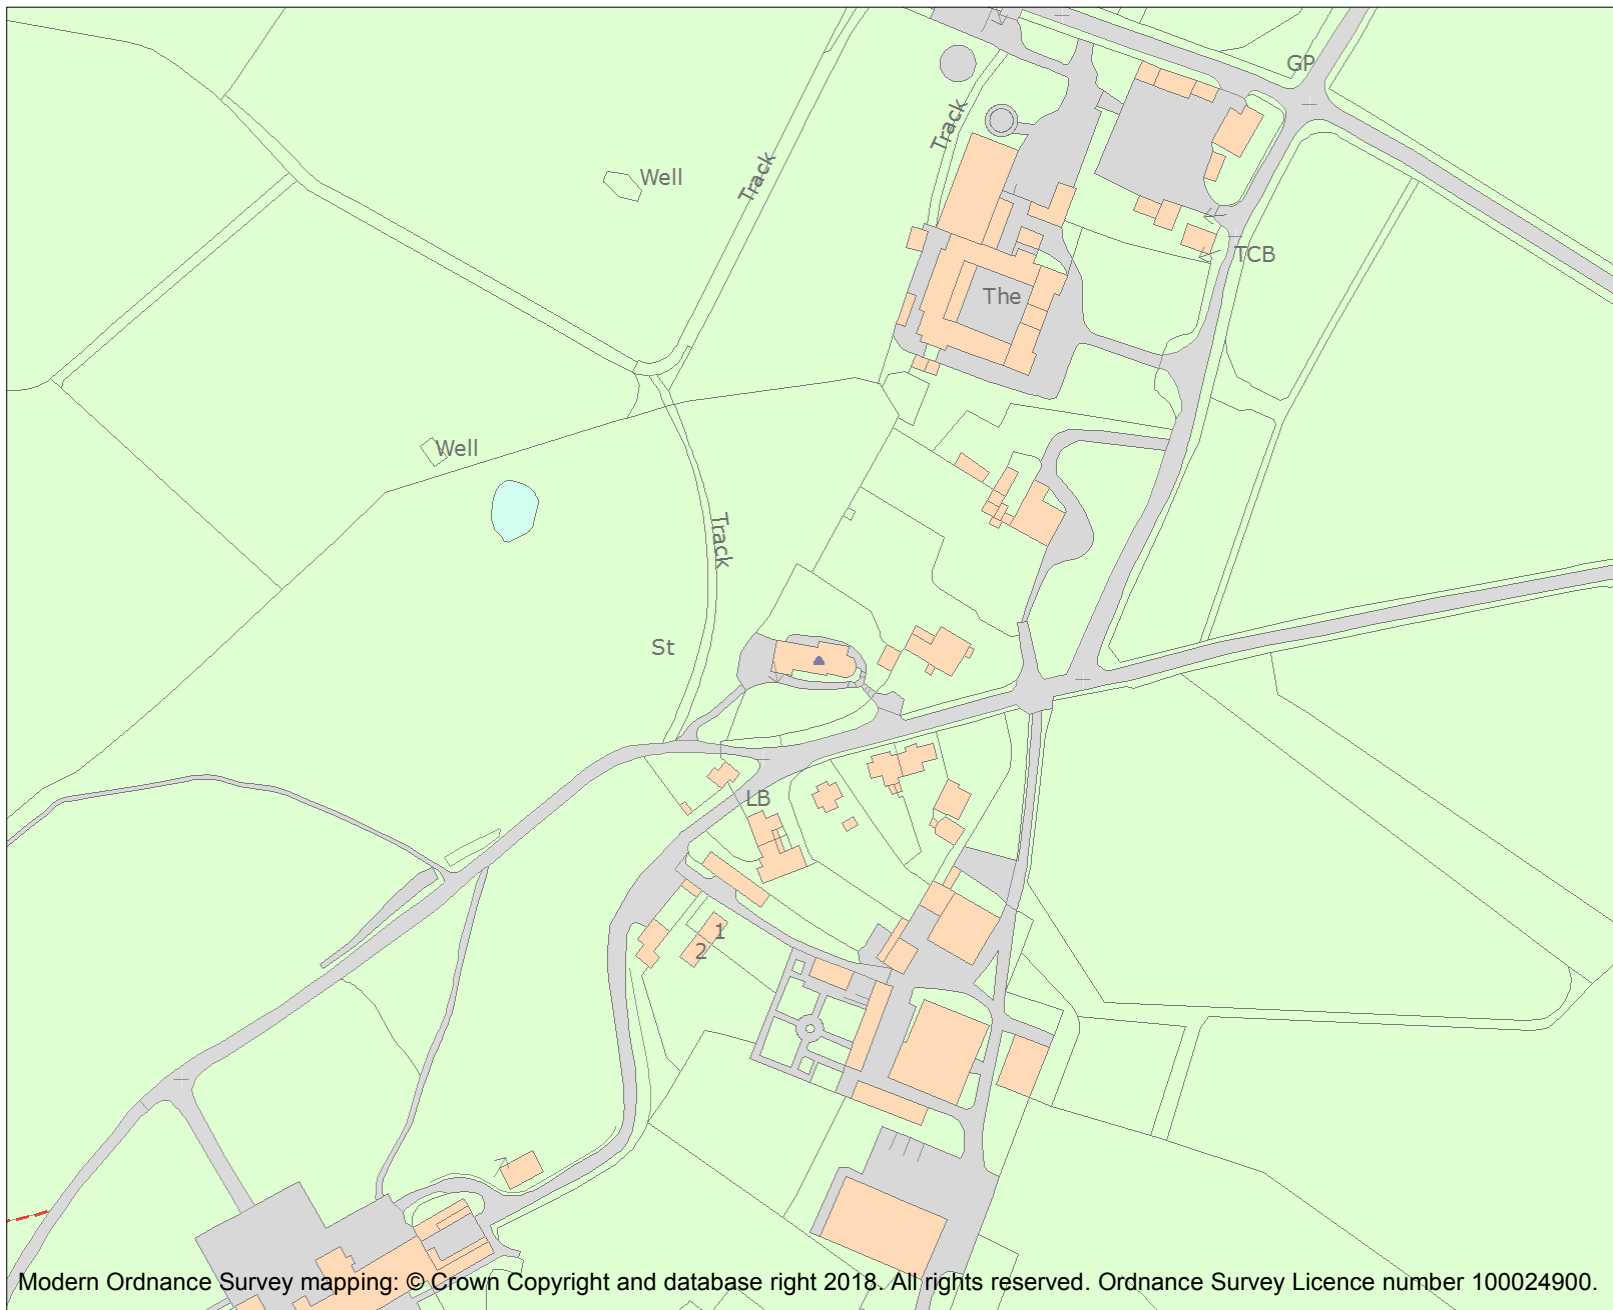 GP
Track
Track
Well
TCB
The
Well
Track
St
LB
1
2
Modern Ordnance Survey mapping: © Crown Copyright and database right 2018. All rights reserved. Ordnance Survey Licence number 100024900.